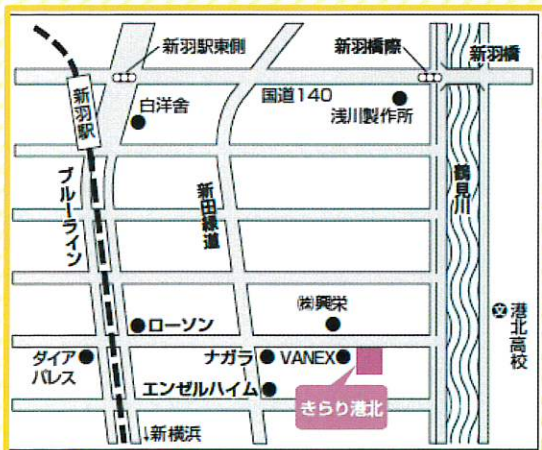 新羽駅東側
新羽橋際
新羽橋
新羽駅
白洋舎
国道140
浅川製作所
ブルーライン
新田緑道
鶴見川
㈱興栄
文
港北高校
ローソン
ダイア
パレス
ナガラ
VANEX
エンゼルハイム
きらり港北
↓新横浜